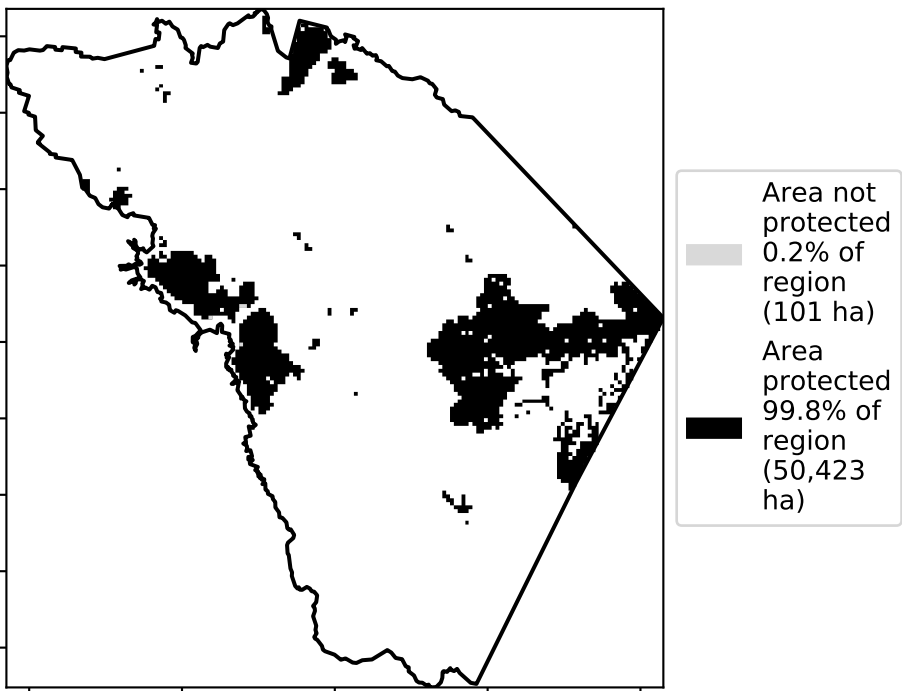 Area not
protected
0.2% of
region
(101 ha)
Area
protected
99.8% of
region
(50,423
ha)